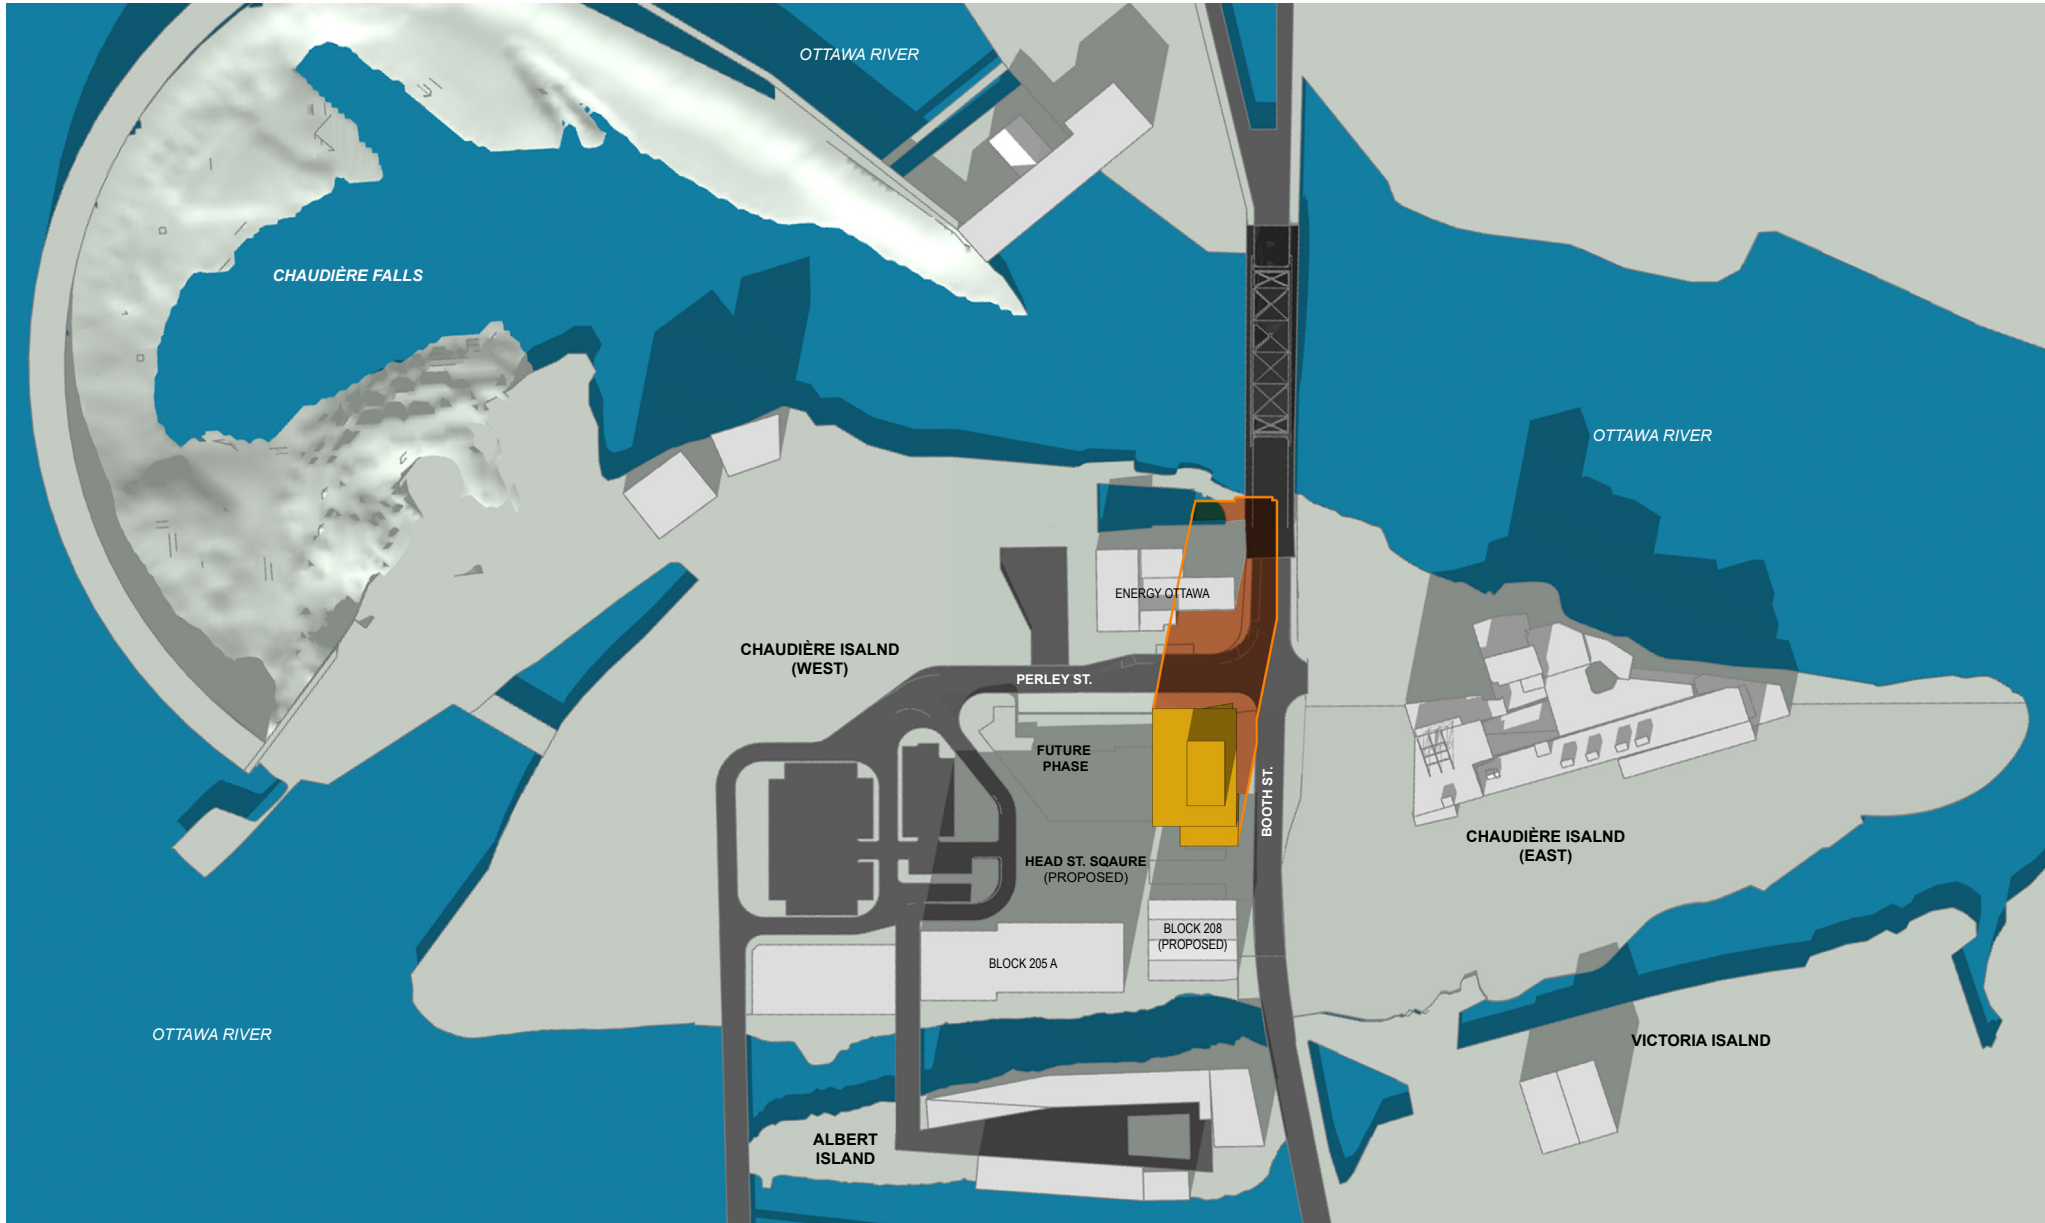 OTTAWA RIVER
CHAUDIÈRE FALLS
OTTAWA RIVER
ENERGY OTTAWA
CHAUDIÈRE ISALND
(WEST)
PERLEY ST.
FUTURE
PHASE
BOOTH ST.
CHAUDIÈRE ISALND
(EAST)
HEAD ST. SQAURE
(PROPOSED)
BLOCK 208
(PROPOSED)
BLOCK 205 A
OTTAWA RIVER
VICTORIA ISALND
ALBERT
ISLAND